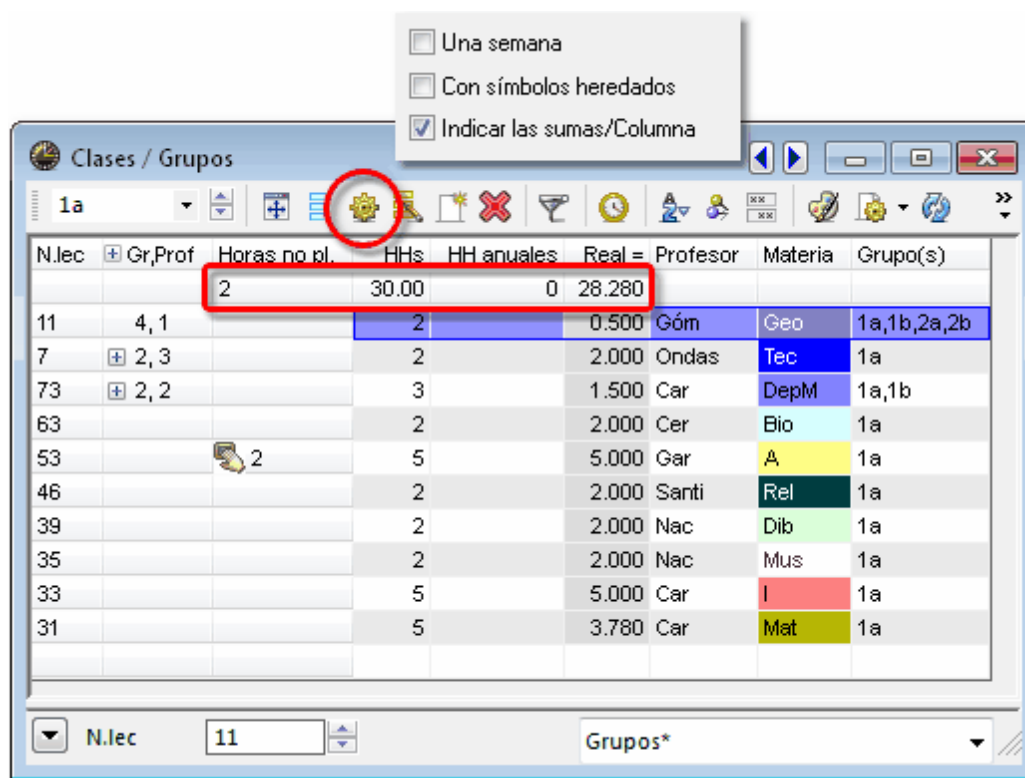 Una semana
Con símbolos heredados
Indicar las sumas/Columna
Clases / Grupos
1a
N.lec Gr,Prof Horas no pl. HHs HH anuales Real = Profesor Materia Grupo(s)
2 30.00 0 28.280
11 4, 1 2 0.500 Góm Geo 1a,1b,2a,2b
7 2, 3 2 2.000 Ondas Tec 1a
73 2, 2 3 1.500 Car DepM 1a,1b
63 2 2.000 Cer Bio 1a
53 2 5 5.000 Gar A 1a
46 2 2.000 Santi Rel 1a
39 2 2.000 Nac Dib 1a
35 2 2.000 Nac Mus 1a
33 5 5.000 Car I 1a
31 5 3.780 Car Mat 1a
N.lec 11 Grupos*